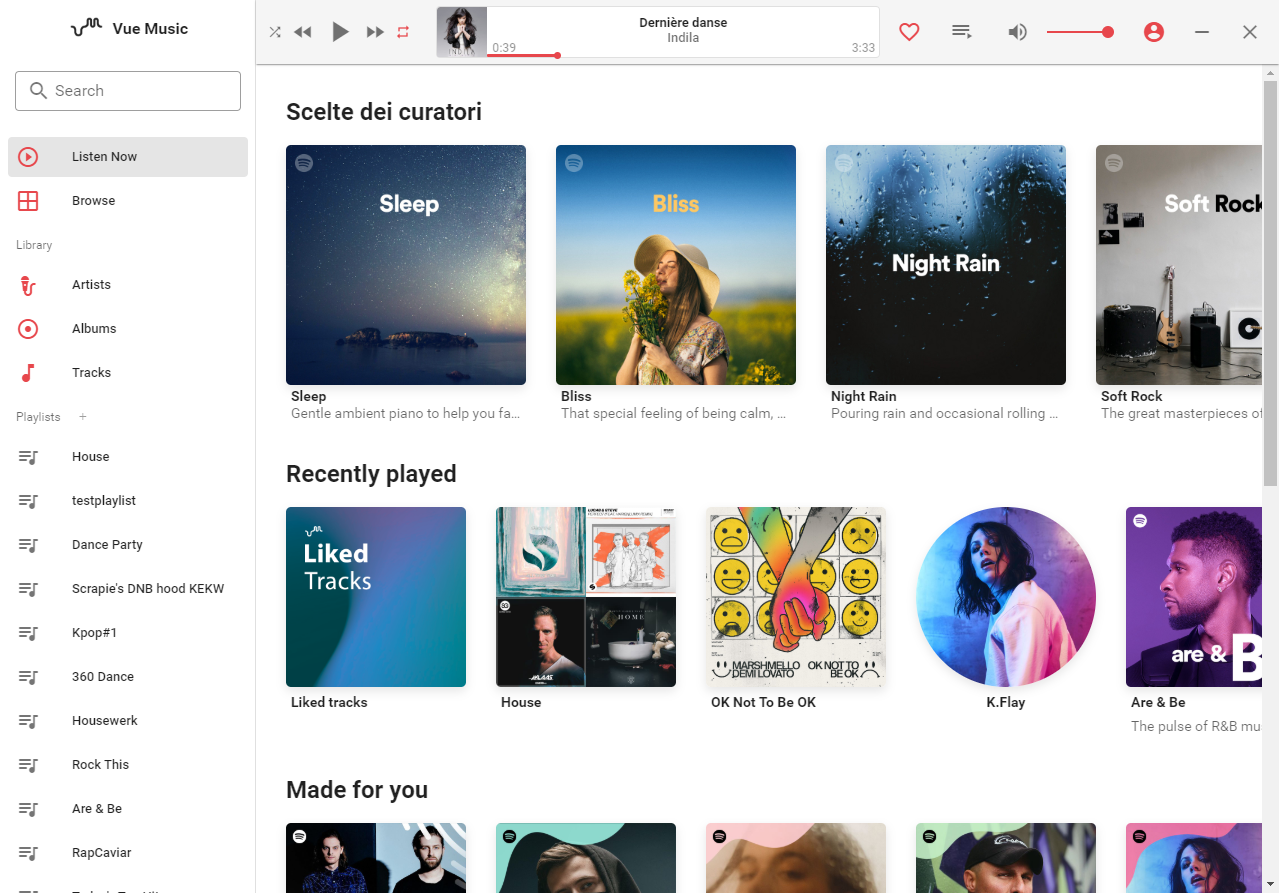 Vue Music
Search
Listen Now
Browse
Library
Artists
Albums
Tracks
Playlists +
House
testplaylist
Dance Party
Scrapie's DNB hood KEKW
Kpop#1
360 Dance
Housewerk
Rock This
Are & Be
RapCaviar
INDILA
0:39
Dernière danse
Indila
3:33
Scelte dei curatori
Sleep
Bliss
Night Rain
Soft Rock
Sleep
Gentle ambient piano to help you fa...
Bliss
That special feeling of being calm, ...
Night Rain
Pouring rain and occasional rolling ...
Soft Rock
The great masterpieces of
Recently played
Liked
Tracks
HOME
MARSHMELLO
DEMI LOVATO
OK NOT TO
BE OK
are & B
Liked tracks
House
OK Not To Be OK
K.Flay
Are & Be
The pulse of R&B mu
Made for you